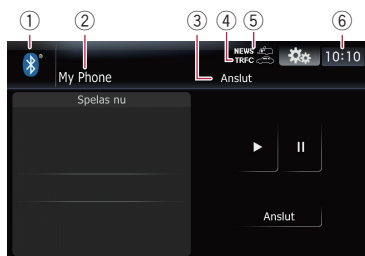 ① ② ③ ④ ⑤ ⑥
NEWS
TRFC
10:10
My Phone
Anslut
Spelas nu
Anslut